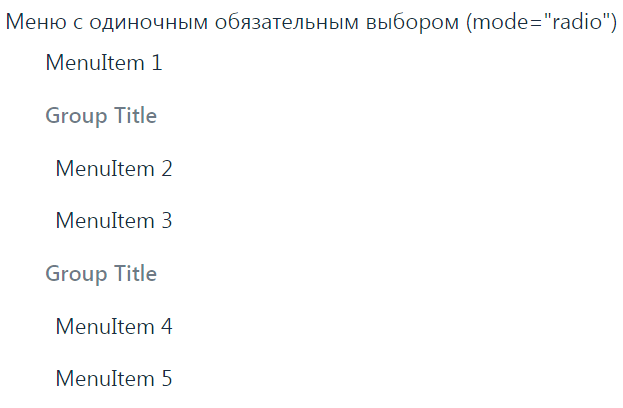 Меню с одиночным обязательным выбором (mode="radio")
MenuItem 1
Group Title
MenuItem 2
MenuItem 3
Group Title
MenuItem 4
MenuItem 5